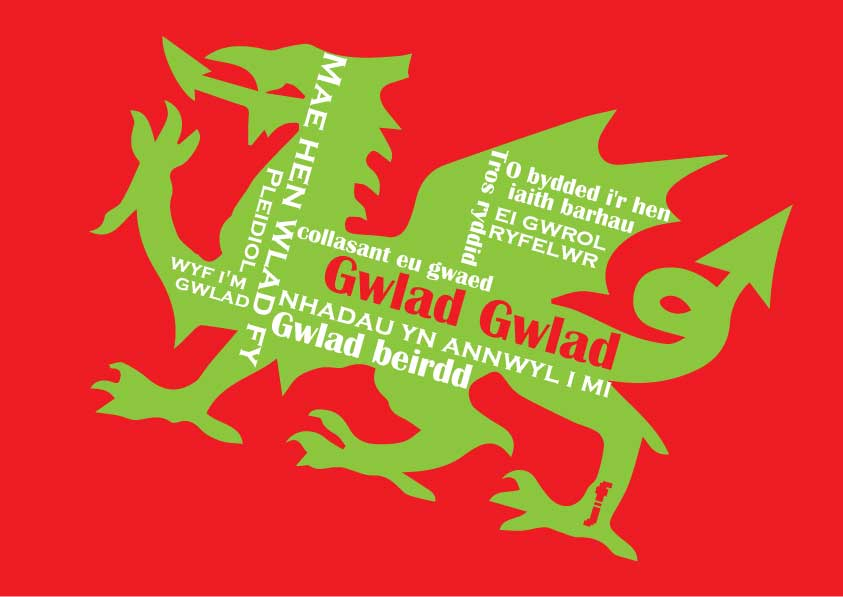 MAE HEN WLAD FY
NHADAU YN ANNWYL I MI
Gwlad beirdd
Tros ryddid
collasant eu gwaed
EI GWROL
RYFELWR
Gwlad Gwlad
PLEIDIOL
WYF I'M
GWLAD
'O bydded i'r hen
iaith barhau